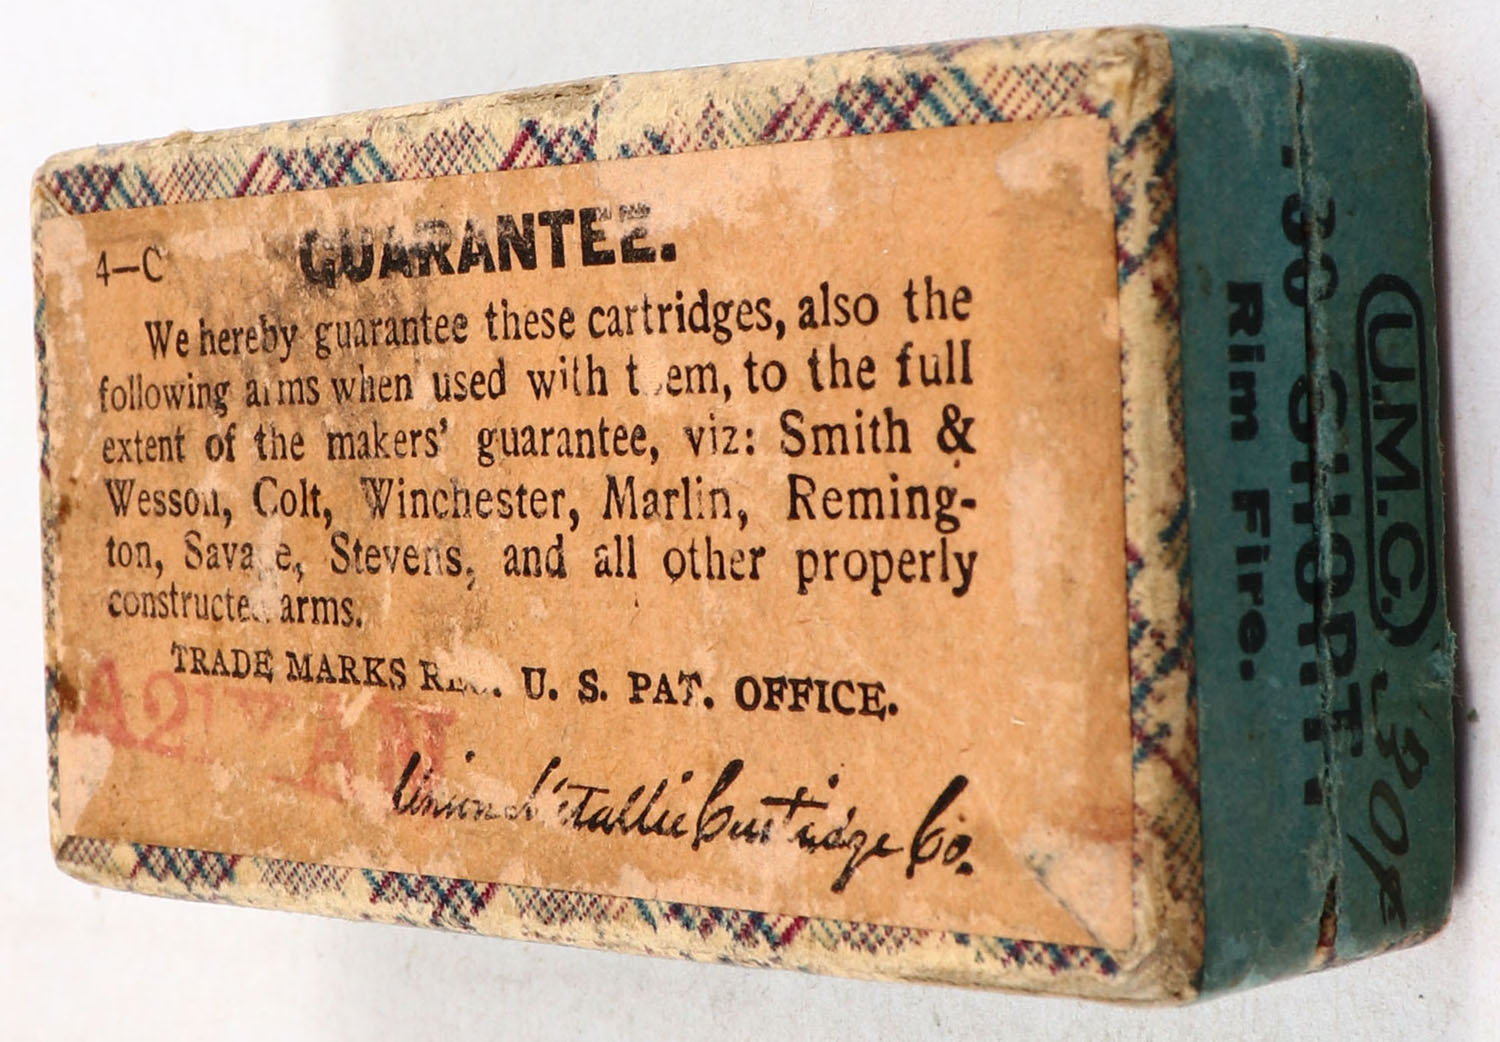 4-C
GUARANTEE.
We hereby guarantee these cartridges, also the
following arms when used with them, to the full
extent of the makers' guarantee, viz: Smith &
Wesson, Colt, Winchester, Marlin, Reming-
ton, Savage, Stevens, and all other properly
constructed arms.
TRADE MARKS REG. U. S. PAT. OFFICE.
Union Metallic Cartridge Co.
U.M.C.
.30 SHORT
Rim Fire.
30¢